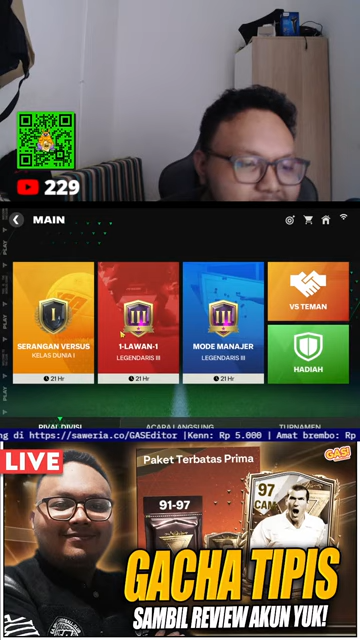 229
MAIN
SERANGAN VERSUS
KELAS DUNIA I
21 Hr
1-LAWAN-1
LEGENDARIS III
21 Hr
MODE MANAJER
LEGENDARIS III
21 Hr
VS TEMAN
HADIAH
PLAY
PLAY
PLAY
RIVAL DIVISI
ACARA LANGSUNG
TURNAMEN
ng di https://saweria.co/GASEditor |Kenn: Rp 5.000 | Amat brembo: Rp
LIVE
Paket Terbatas Prima
GAS!
91-97
97
CAM
GACHA TIPIS
SAMBIL REVIEW AKUN YUK!